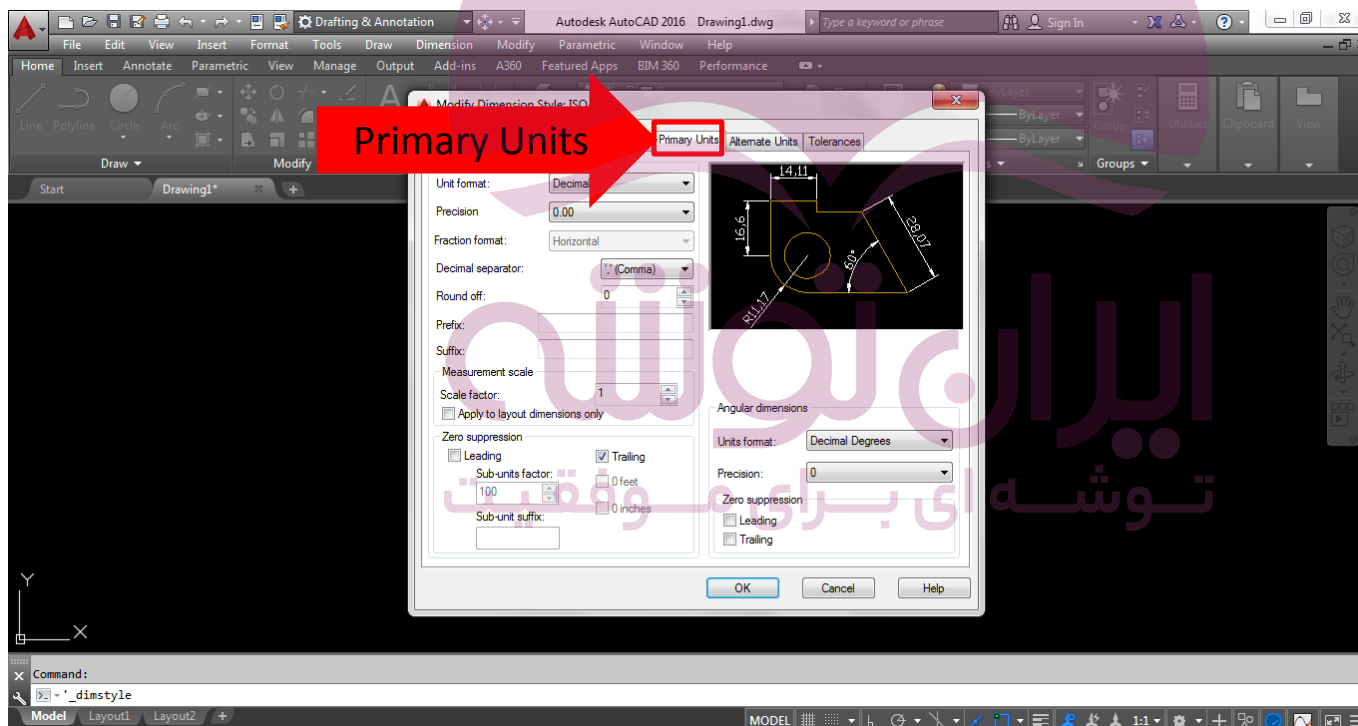 Drafting & Annotation Autodesk AutoCAD 2016 Drawing1.dwg Type a keyword or phrase Sign In
File Edit View Insert Format Tools Draw Dimension Modify Parametric Window Help
Home Insert Annotate Parametric View Manage Output Add-ins A360 Featured Apps BIM 360 Performance
Line Polyline Circle Arc
Draw
Modify
ByLayer
ByLayer
ByLayer
Group
Utilities Clipboard View
Groups
Start Drawing1* +
Modify Dimension Style: ISO
Primary Units
Primary Units Alternate Units Tolerances
Unit format: Decimal
Precision 0.00
Fraction format: Horizontal
Decimal separator: ',' (Comma)
Round off: 0
Prefix:
Suffix:
Measurement scale
Scale factor: 1
Apply to layout dimensions only
Zero suppression
Leading Trailing
Sub-units factor: 0 feet
100
0 inches
Sub-unit suffix:
14,11
16,6
28,07
60°
R11,17
Angular dimensions
Units format: Decimal Degrees
Precision: 0
Zero suppression
Leading
Trailing
OK Cancel Help
ایران توشه
توشه ای برای موفقیت
Y
X
Command:
'_dimstyle
Model Layout1 Layout2 +
MODEL 1:1